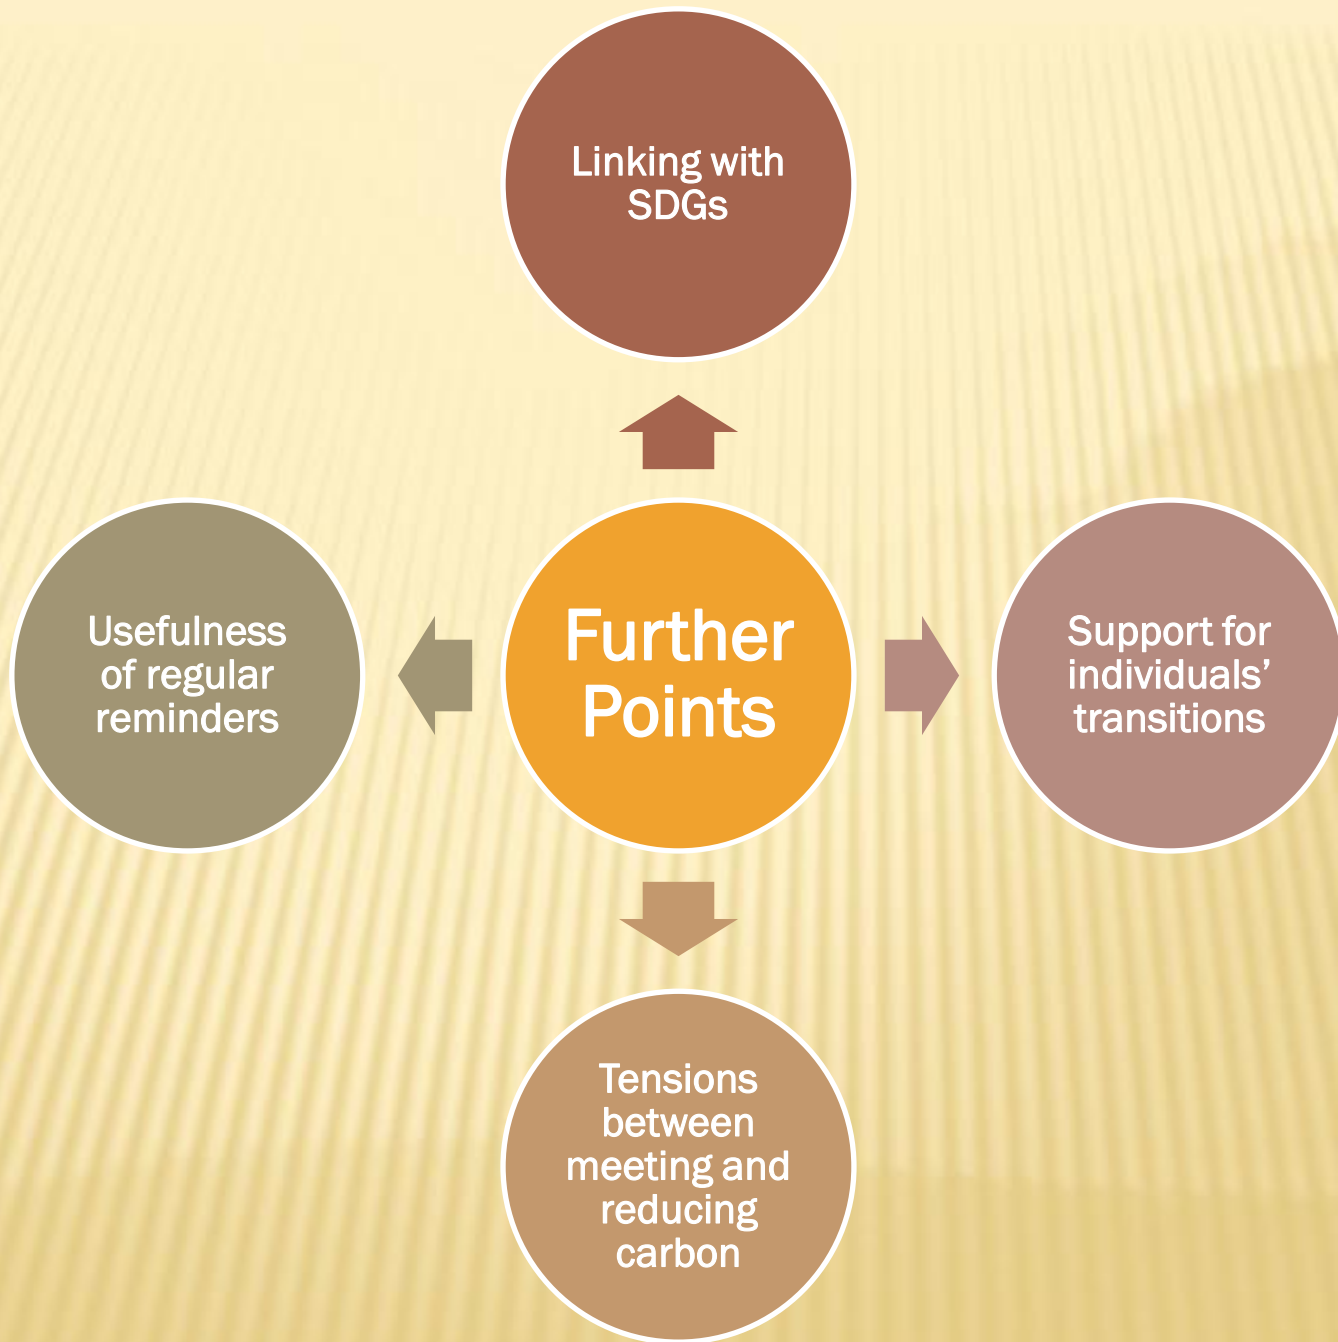 Linking with
SDGs
Usefulness
of regular
reminders
Further
Points
Support for
individuals’
transitions
Tensions
between
meeting and
reducing
carbon